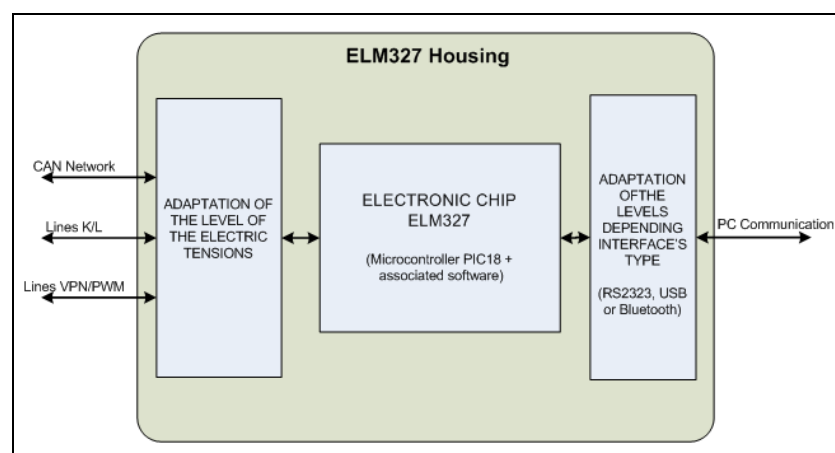 ELM327 Housing
CAN Network
Lines K/L
Lines VPN/PWM
ADAPTATION OF
THE LEVEL OF
THE ELECTRIC
TENSIONS
ELECTRONIC CHIP
ELM327
(Microcontroller PIC18 +
associated software)
ADAPTATION
OFTHE
LEVELS
DEPENDING
INTERFACE'S
TYPE
(RS2323, USB
or Bluetooth)
PC Communication